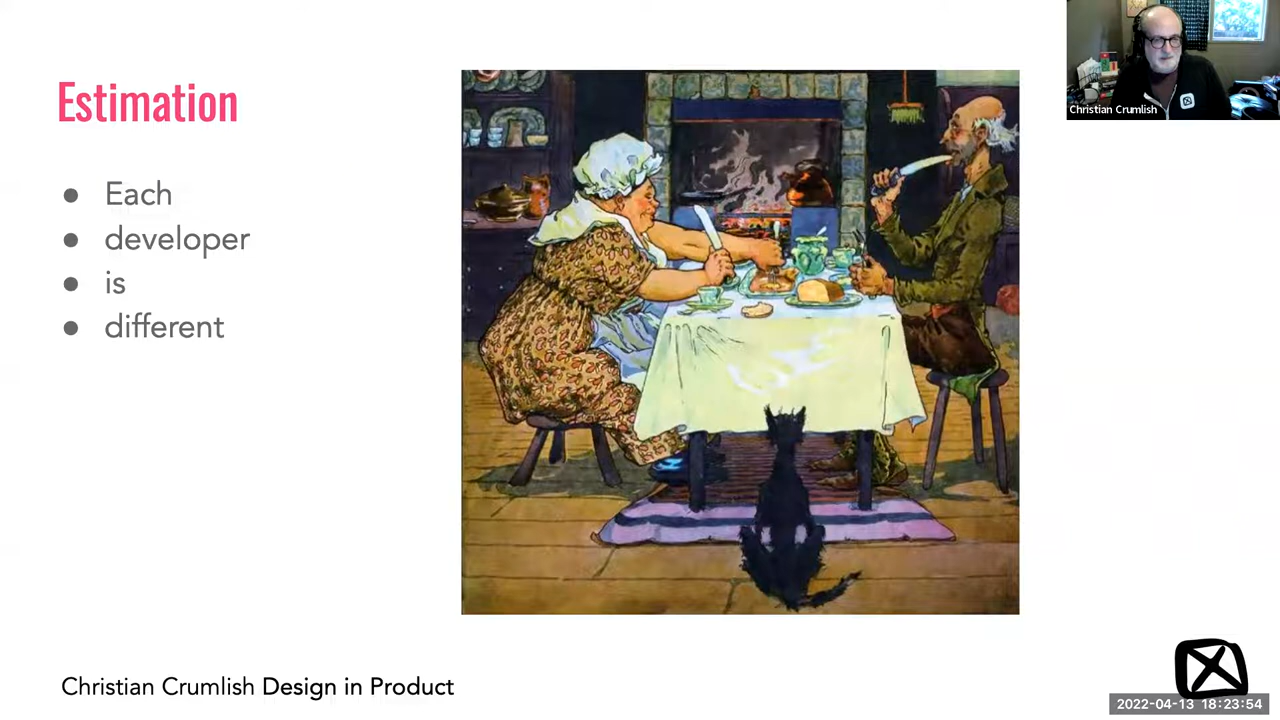 Estimation
● Each
● developer
● is
● different
Christian Crumlish
Christian Crumlish Design in Product
2022-04-13 18:23:54